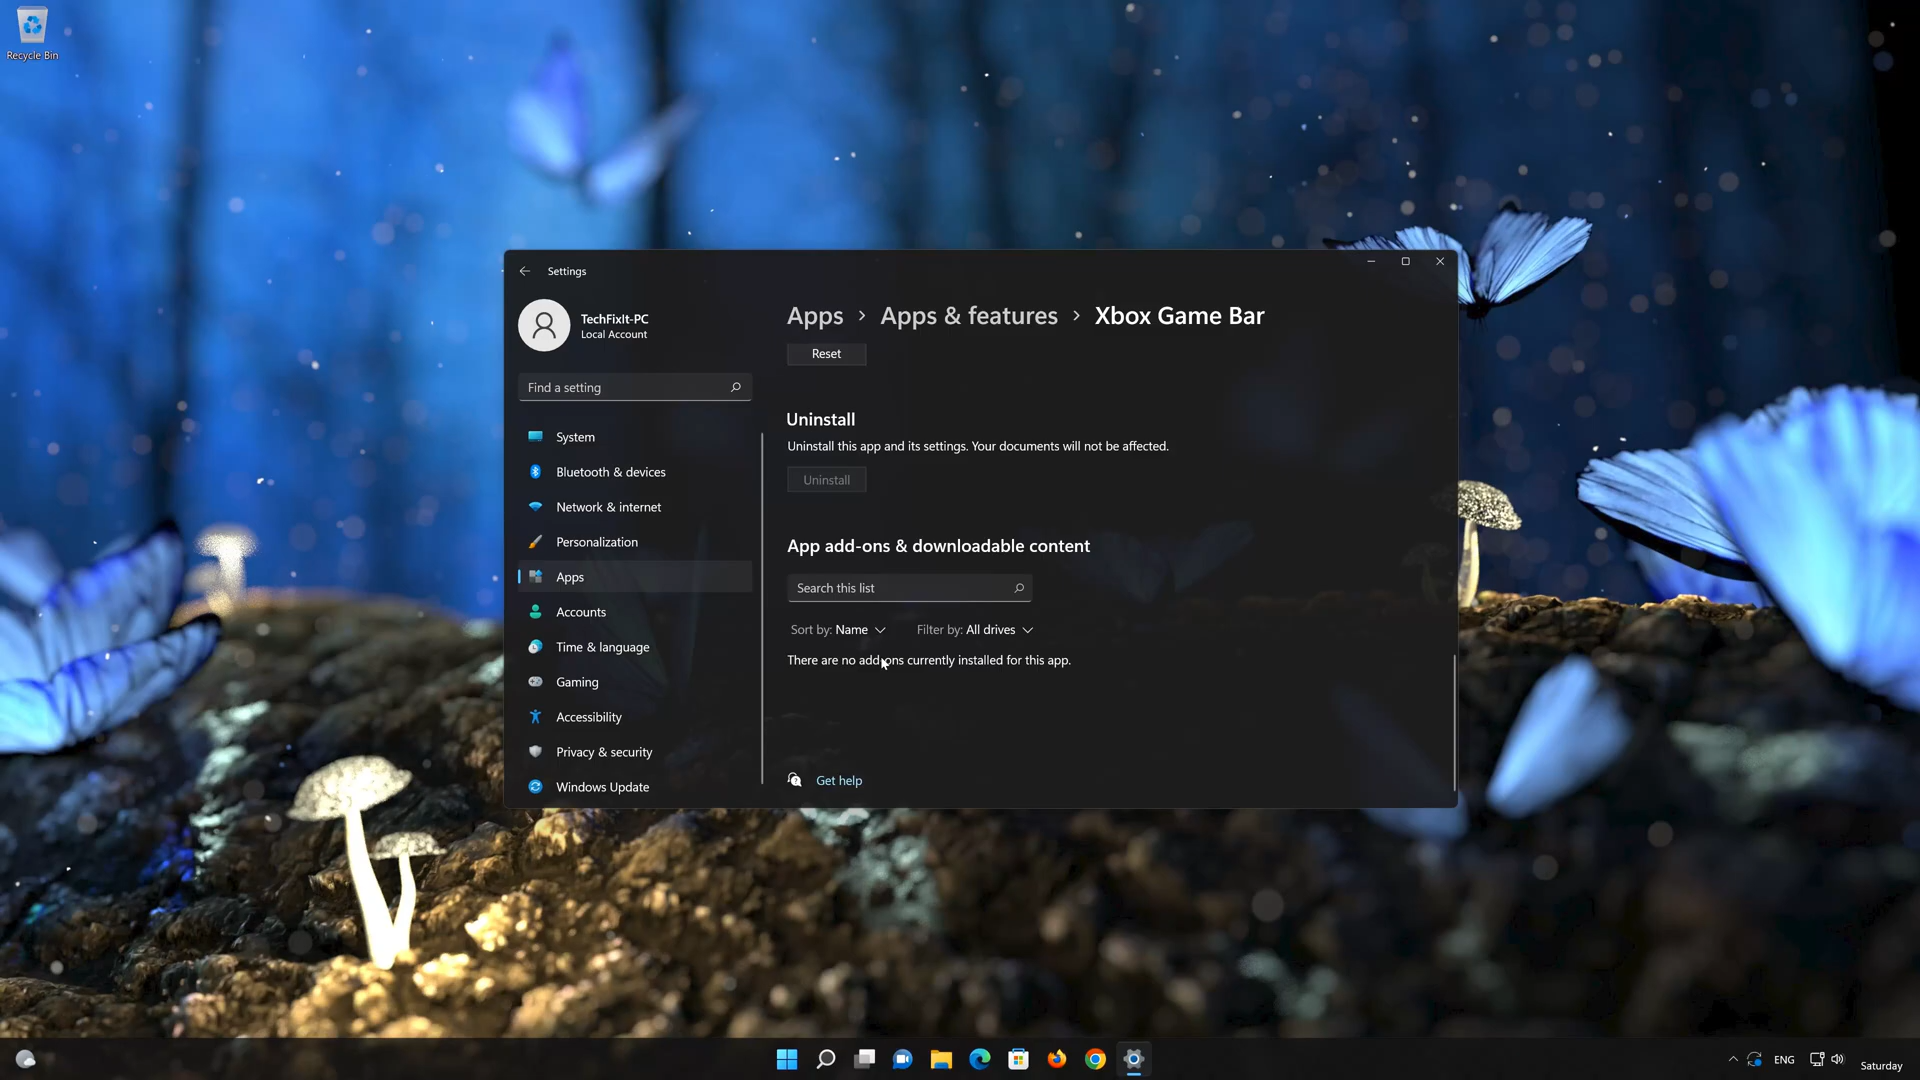 Recycle Bin
Settings
TechFixIt-PC
Local Account
Find a setting
System
Bluetooth & devices
Network & internet
Personalization
Apps
Accounts
Time & language
Gaming
Accessibility
Privacy & security
Windows Update
Apps > Apps & features > Xbox Game Bar
Reset
Uninstall
Uninstall this app and its settings. Your documents will not be affected.
Uninstall
App add-ons & downloadable content
Search this list
Sort by: Name Filter by: All drives
There are no add-ons currently installed for this app.
Get help
ENG
Saturday